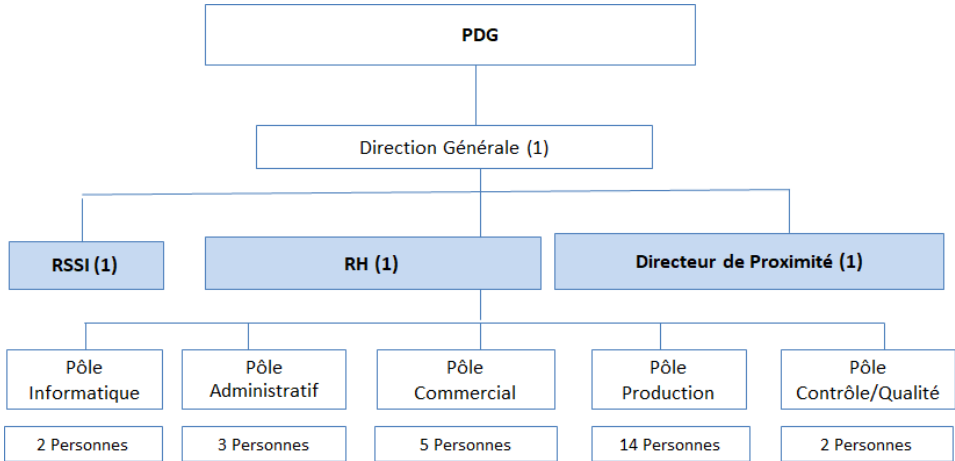 PDG
Direction Générale (1)
RSSI (1)
RH (1)
Directeur de Proximité (1)
Pôle
Informatique
Pôle
Administratif
Pôle
Commercial
Pôle
Production
Pôle
Contrôle/Qualité
2 Personnes
3 Personnes
5 Personnes
14 Personnes
2 Personnes